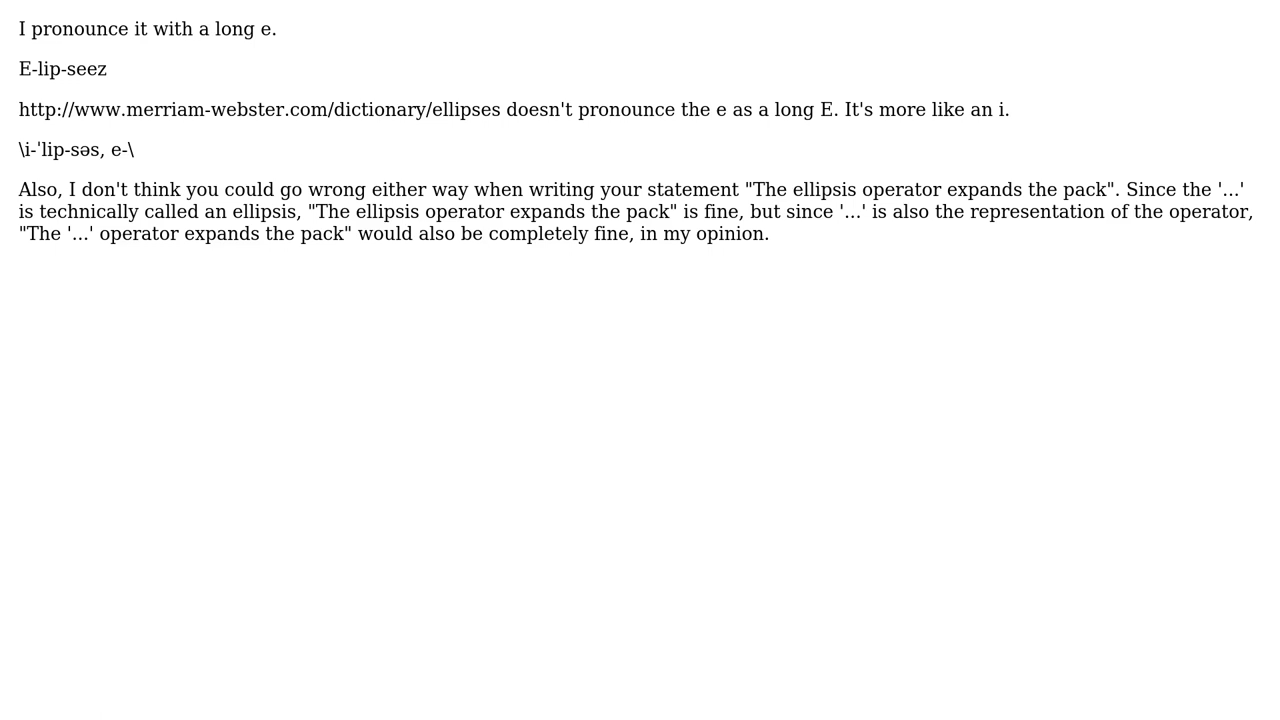 I pronounce it with a long e.
E-lip-seez
http://www.merriam-webster.com/dictionary/ellipses doesn't pronounce the e as a long E. It's more like an i.
\i-ˈlip-səs, e-\
Also, I don't think you could go wrong either way when writing your statement "The ellipsis operator expands the pack". Since the '...'
is technically called an ellipsis, "The ellipsis operator expands the pack" is fine, but since '...' is also the representation of the operator,
"The '...' operator expands the pack" would also be completely fine, in my opinion.